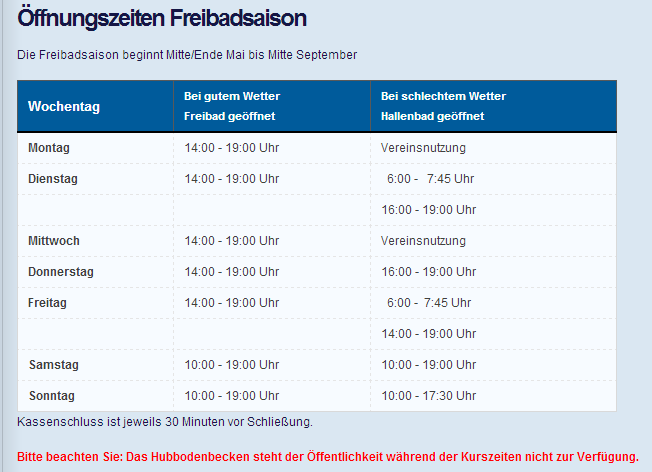 Öffnungszeiten Freibadsaison
Die Freibadsaison beginnt Mitte/Ende Mai bis Mitte September
Wochentag Bei gutem Wetter Freibad geöffnet Bei schlechtem Wetter Hallenbad geöffnet
Montag 14:00 - 19:00 Uhr Vereinsnutzung
Dienstag 14:00 - 19:00 Uhr 6:00 - 7:45 Uhr
16:00 - 19:00 Uhr
Mittwoch 14:00 - 19:00 Uhr Vereinsnutzung
Donnerstag 14:00 - 19:00 Uhr 16:00 - 19:00 Uhr
Freitag 14:00 - 19:00 Uhr 6:00 - 7:45 Uhr
14:00 - 19:00 Uhr
Samstag 10:00 - 19:00 Uhr 10:00 - 19:00 Uhr
Sonntag 10:00 - 19:00 Uhr 10:00 - 17:30 Uhr
Kassenschluss ist jeweils 30 Minuten vor Schließung.
Bitte beachten Sie: Das Hubbodenbecken steht der Öffentlichkeit während der Kurszeiten nicht zur Verfügung.